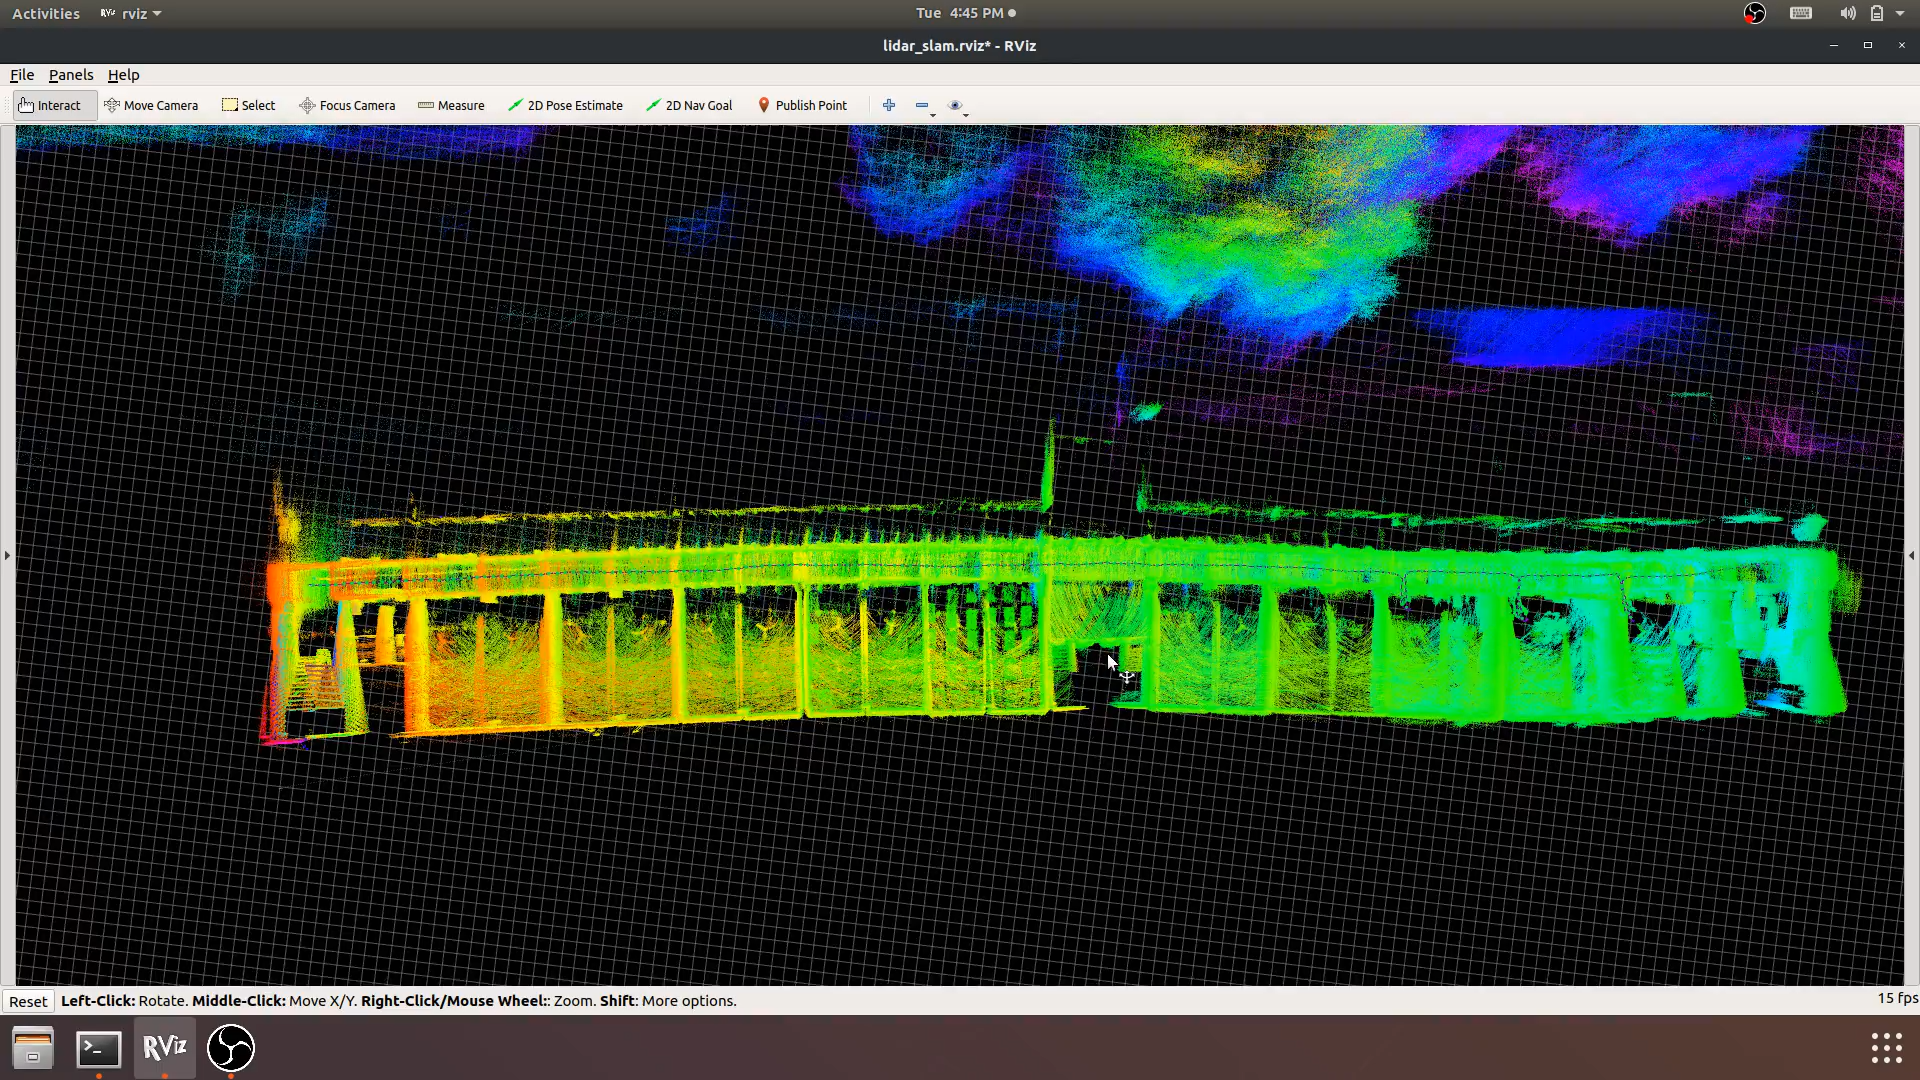 Activities RViz rviz Tue 4:45 PM
lidar_slam.rviz* - RViz
File Panels Help
Interact Move Camera Select Focus Camera Measure 2D Pose Estimate 2D Nav Goal Publish Point
Reset Left-Click: Rotate. Middle-Click: Move X/Y. Right-Click/Mouse Wheel:: Zoom. Shift: More options. 15 fps
RViz